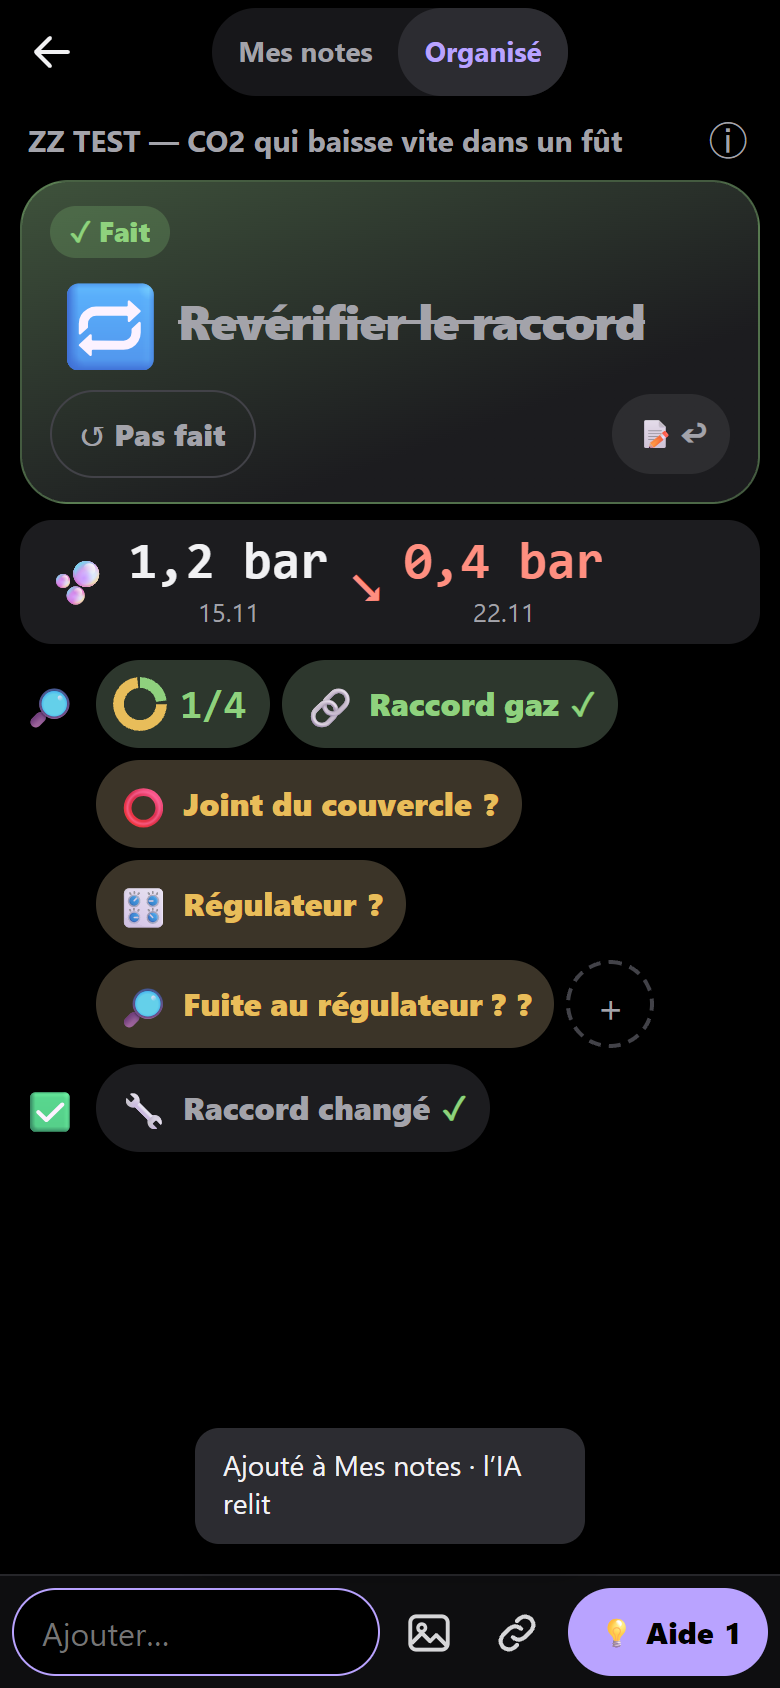 Mes notes
Organisé
ZZ TEST — CO2 qui baisse vite dans un fût
✓ Fait
Revérifier le raccord
↺ Pas fait
1,2 bar ↘ 0,4 bar
15.11 22.11
1/4
Raccord gaz ✓
Joint du couvercle ?
Régulateur ?
Fuite au régulateur ? ?
+
Raccord changé ✓
Ajouté à Mes notes · l’IA
relit
Ajouter…
Aide 1